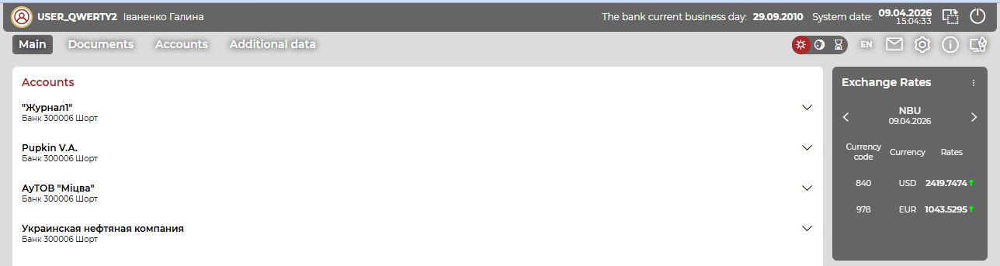 USER_QWERTY2 Іваненко Галина
The bank current business day: 29.09.2010 System date: 09.04.2026
15:04:33
Main Documents Accounts Additional data
EN
Accounts
"Журнал1"
Банк 300006 Шорт
Pupkin V.A.
Банк 300006 Шорт
АуТОВ "Міцва"
Банк 300006 Шорт
Украинская нефтяная компания
Банк 300006 Шорт
Exchange Rates
NBU
09.04.2026
Currency code Currency Rates
840 USD 2419.7474
978 EUR 1043.5295